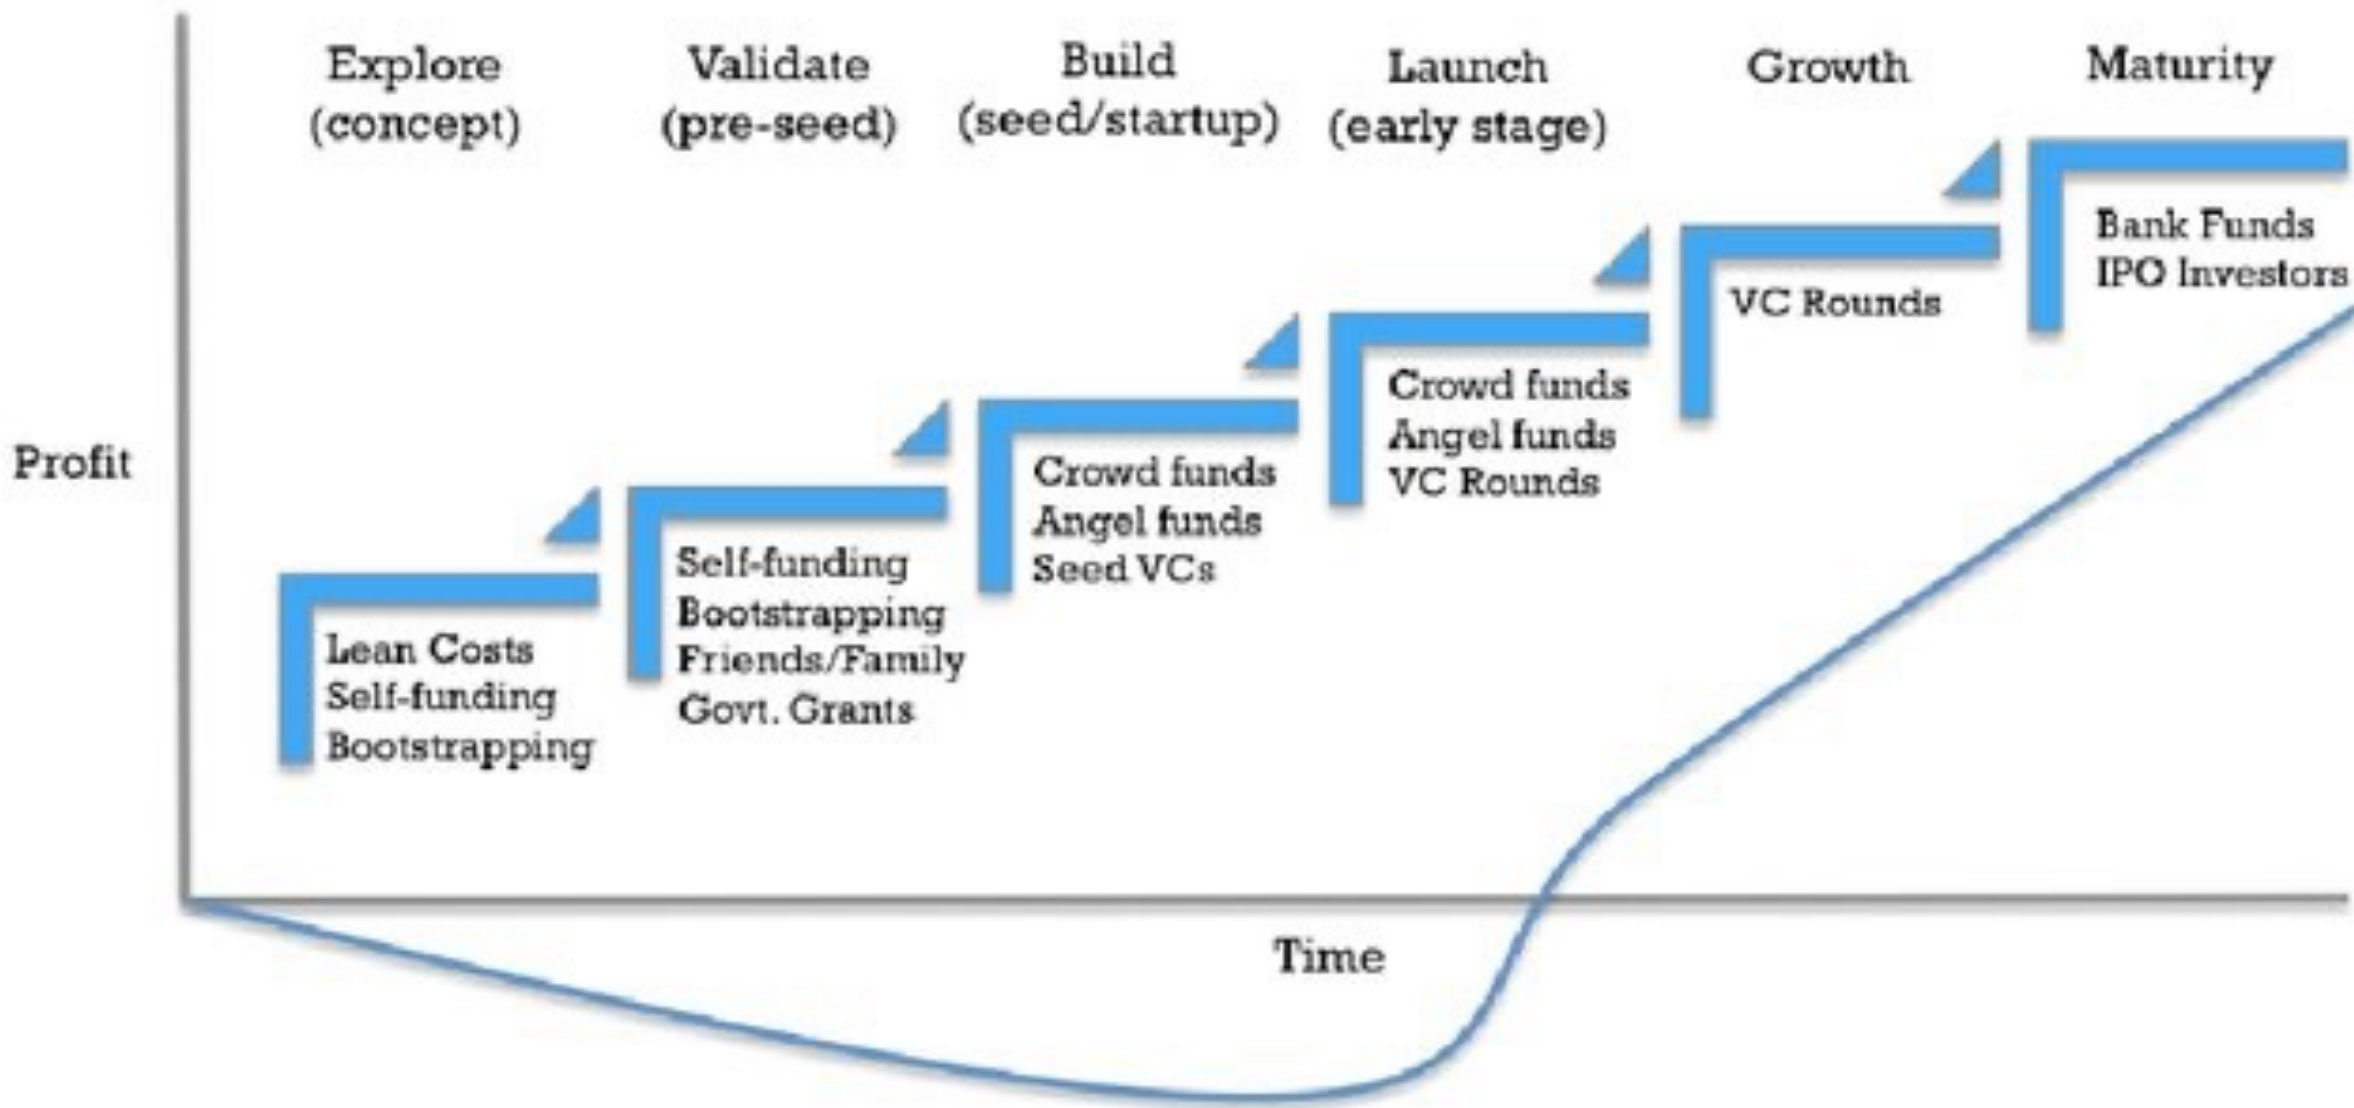 Explore
(concept)
Validate
(pre-seed)
Build
(seed/startup)
Launch
(early stage)
Growth
Maturity
Profit
Lean Costs
Self-funding
Bootstrapping
Self-funding
Bootstrapping
Friends/Family
Govt. Grants
Crowd funds
Angel funds
Seed VCs
Crowd funds
Angel funds
VC Rounds
VC Rounds
Bank Funds
IPO Investors
Time